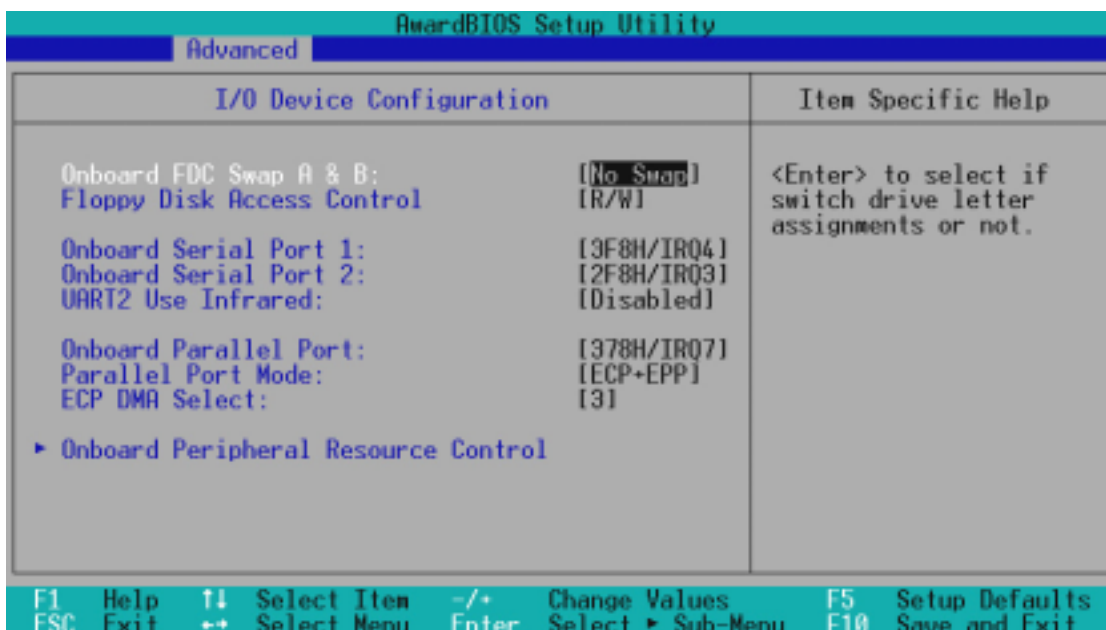 AwardBIOS Setup Utility
Advanced
I/O Device Configuration
Item Specific Help
Onboard FDC Swap A & B: [No Swap]
Floppy Disk Access Control [R/W]
Onboard Serial Port 1: [3F8H/IRQ4]
Onboard Serial Port 2: [2F8H/IRQ3]
UART2 Use Infrared: [Disabled]
Onboard Parallel Port: [378H/IRQ7]
Parallel Port Mode: [ECP+EPP]
ECP DMA Select: [3]
▸ Onboard Peripheral Resource Control
<Enter> to select if
switch drive letter
assignments or not.
F1 Help ↑↓ Select Item -/+ Change Values F5 Setup Defaults
ESC Exit ←→ Select Menu Enter Select ▸ Sub-Menu F10 Save and Exit